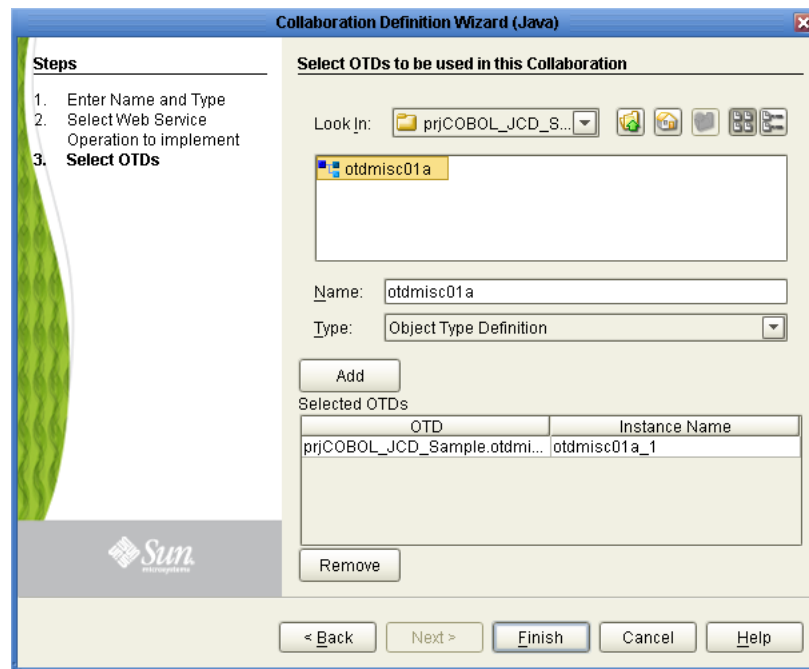 Collaboration Definition Wizard (Java)
Steps
1. Enter Name and Type
2. Select Web Service
Operation to implement
3. Select OTDs
Sun
microsystems
Select OTDs to be used in this Collaboration
Look In: prjCOBOL_JCD_S...
otdmisc01a
Name: otdmisc01a
Type: Object Type Definition
Add
Selected OTDs
OTD Instance Name
prjCOBOL_JCD_Sample.otdmi... otdmisc01a_1
Remove
< Back Next > Finish Cancel Help